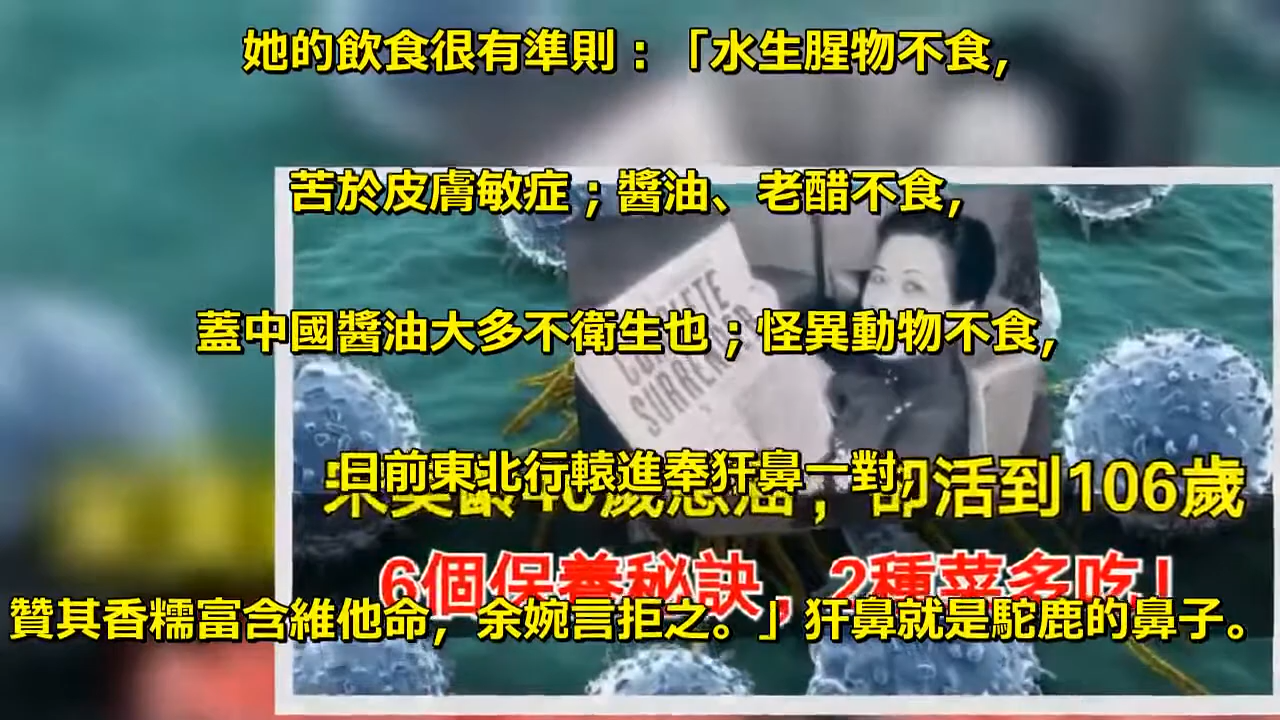 她的飲食很有準則：「水生腥物不食，
COMPLETE
SURRENDER
苦於皮膚敏症；醬油、老醋不食，
蓋中國醬油大多不衛生也；怪異動物不食，
日前東北行轅進奉犴鼻一對，
卻活到106歲
6個保養秘訣，2種菜多吃！
贊其香糯富含維他命，余婉言拒之。」犴鼻就是駝鹿的鼻子。